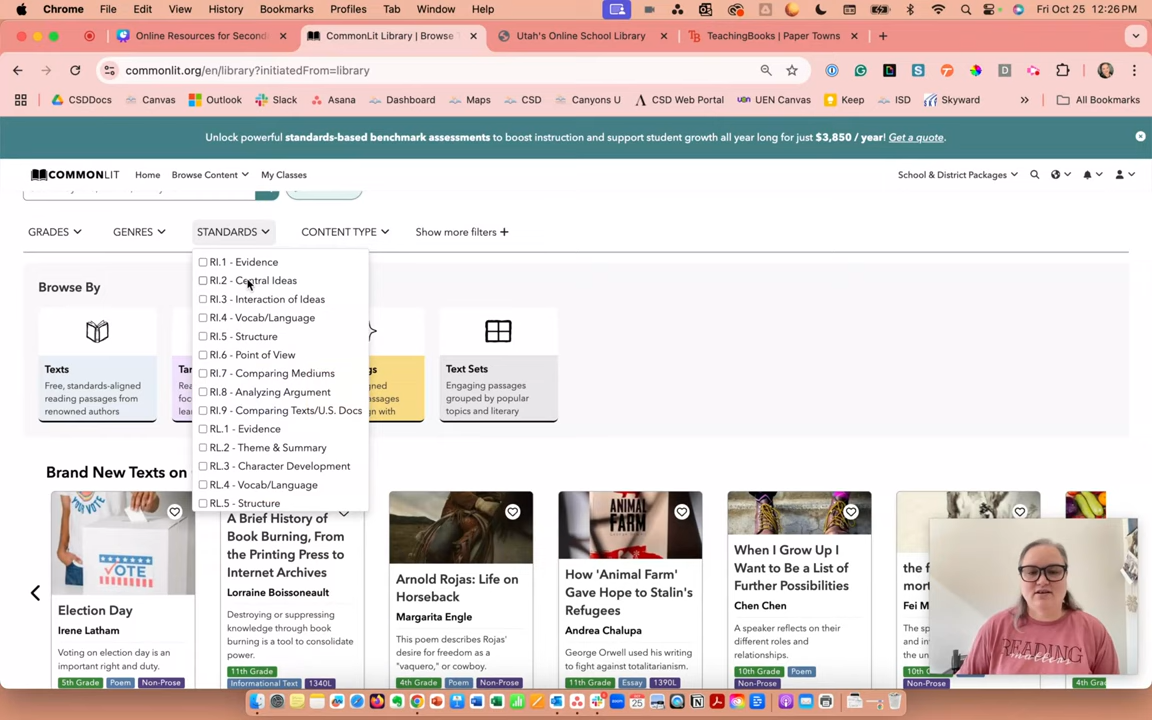 Chrome File Edit View History Bookmarks Profiles Tab Window Help Fri Oct 25 12:26 PM
Online Resources for Second CommonLit Library | Browse T Utah's Online School Library TeachingBooks | Paper Towns
commonlit.org/en/library?initiatedFrom=library
CSDDocs Canvas Outlook Slack Asana Dashboard Maps CSD Canyons U CSD Web Portal UEN Canvas Keep ISD Skyward All Bookmarks
Unlock powerful standards-based benchmark assessments to boost instruction and support student growth all year long for just $3,850 / year! Get a quote.
COMMONLIT Home Browse Content My Classes School & District Packages
GRADES GENRES STANDARDS CONTENT TYPE Show more filters +
RI.1 - Evidence
RI.2 - Central Ideas
RI.3 - Interaction of Ideas
RI.4 - Vocab/Language
RI.5 - Structure
RI.6 - Point of View
RI.7 - Comparing Mediums
RI.8 - Analyzing Argument
RI.9 - Comparing Texts/U.S. Docs
RL.1 - Evidence
RL.2 - Theme & Summary
RL.3 - Character Development
RL.4 - Vocab/Language
RL.5 - Structure
Browse By
Texts
Free, standards-aligned
reading passages from
renowned authors
Text Sets
Engaging passages
grouped by popular
topics and literary
Brand New Texts on
VOTE
Election Day
Irene Latham
Voting on election day is an
important right and duty.
5th Grade Poem Non-Prose
A Brief History of
Book Burning, From
the Printing Press to
Internet Archives
Lorraine Boissoneault
Destroying or suppressing
knowledge through book
burning is a tool to consolidate
power.
11th Grade
Informational Text 1340L
Arnold Rojas: Life on
Horseback
Margarita Engle
This poem describes Rojas'
desire for freedom as a
"vaquero," or cowboy.
4th Grade Poem Non-Prose
ANIMAL
FARM
How 'Animal Farm'
Gave Hope to Stalin's
Refugees
Andrea Chalupa
George Orwell used his writing
to fight against totalitarianism.
11th Grade Essay 1390L
When I Grow Up I
Want to Be a List of
Further Possibilities
Chen Chen
A speaker reflects on their
different roles and
relationships.
10th Grade Poem
Non-Prose
the f
mort
Fei M
The sp
10th
Non-
4th Gra
READING
matters